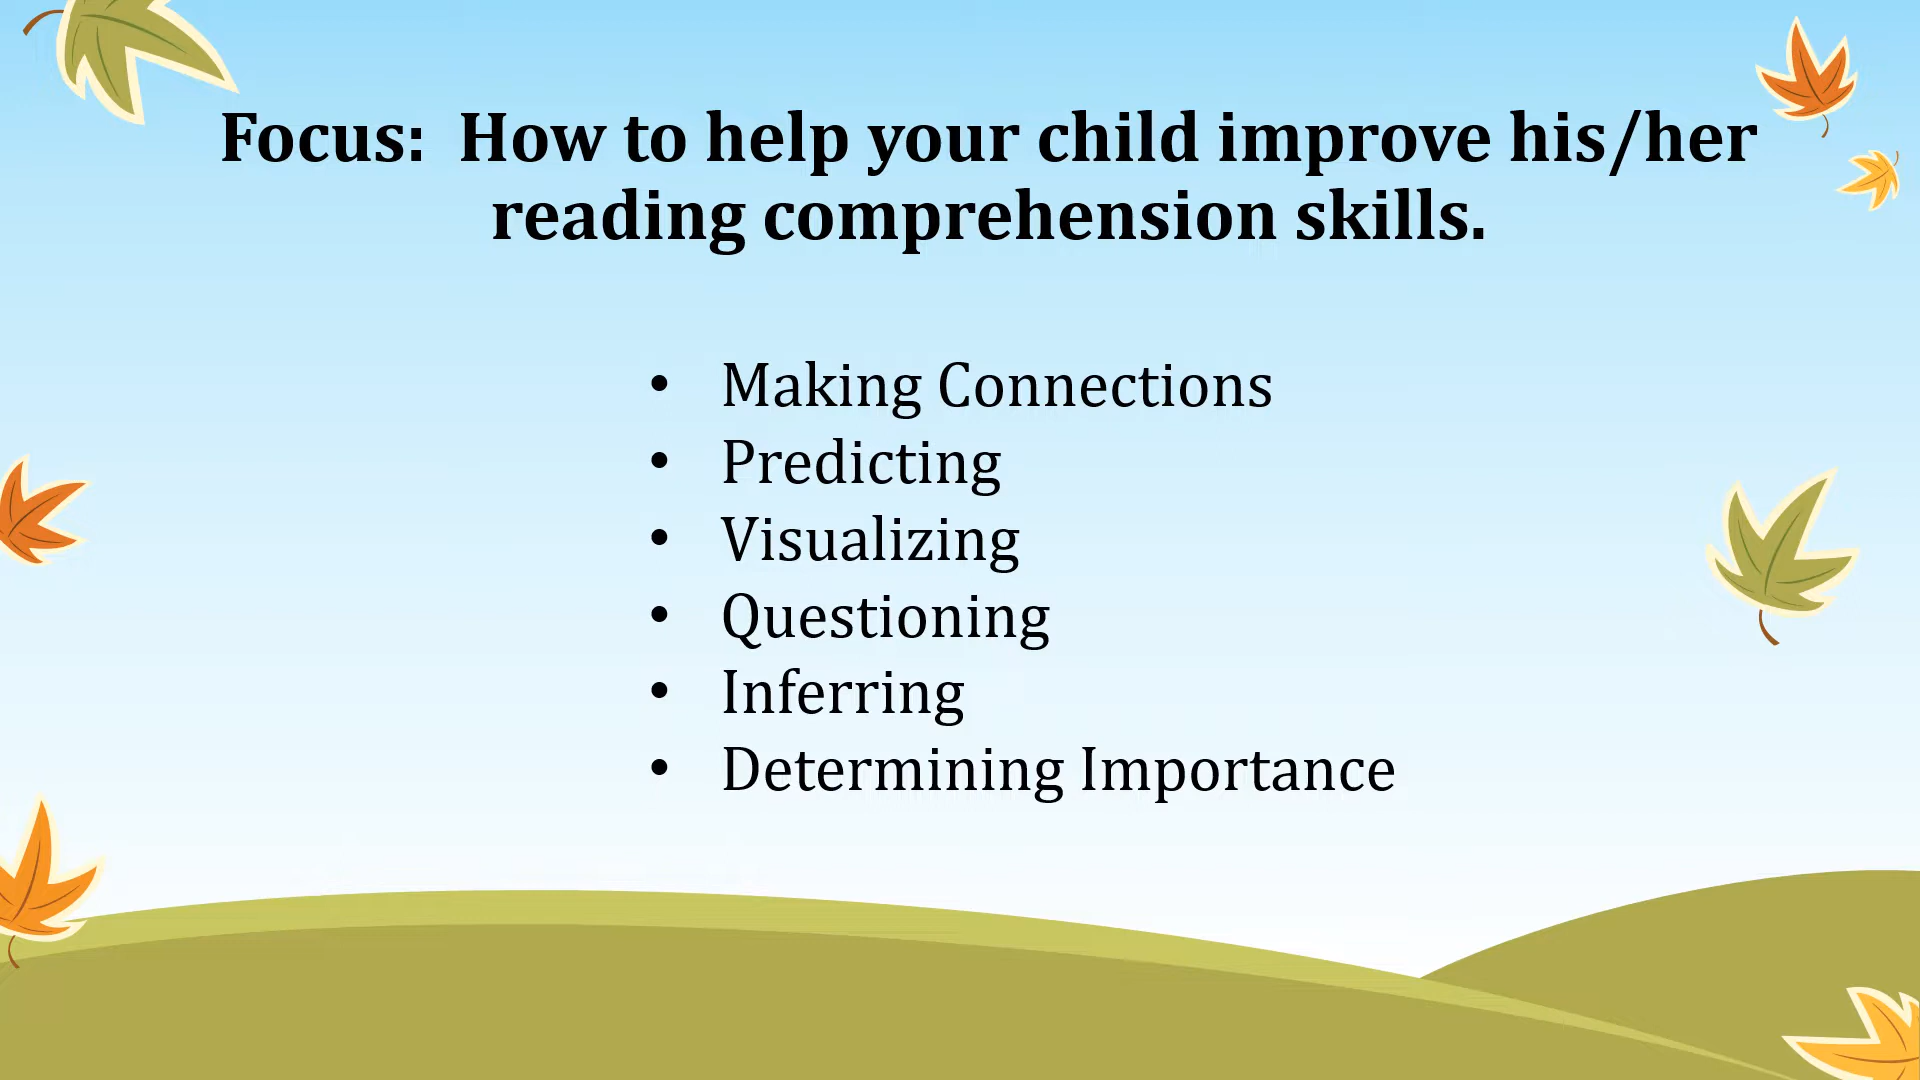 Focus:  How to help your child improve his/her
reading comprehension skills.
• Making Connections
• Predicting
• Visualizing
• Questioning
• Inferring
• Determining Importance